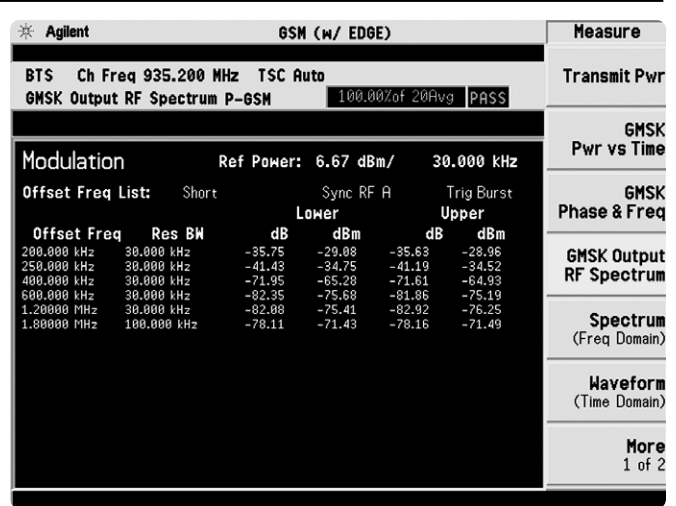 Agilent GSM (w/ EDGE) Measure
BTS Ch Freq 935.200 MHz TSC Auto
GMSK Output RF Spectrum P-GSM 100.00%of 20Avg PASS
Modulation Ref Power: 6.67 dBm/ 30.000 kHz
Offset Freq List: Short Sync RF A Trig Burst
Lower Upper
Offset Freq Res BW dB dBm dB dBm
200.000 kHz 30.000 kHz -35.75 -29.08 -35.63 -28.96
250.000 kHz 30.000 kHz -41.43 -34.75 -41.19 -34.52
400.000 kHz 30.000 kHz -71.95 -65.28 -71.61 -64.93
600.000 kHz 30.000 kHz -82.35 -75.68 -81.86 -75.19
1.20000 MHz 30.000 kHz -82.08 -75.41 -82.92 -76.25
1.80000 MHz 100.000 kHz -78.11 -71.43 -78.16 -71.49
Transmit Pwr
GMSK
Pwr vs Time
GMSK
Phase & Freq
GMSK Output
RF Spectrum
Spectrum
(Freq Domain)
Waveform
(Time Domain)
More
1 of 2